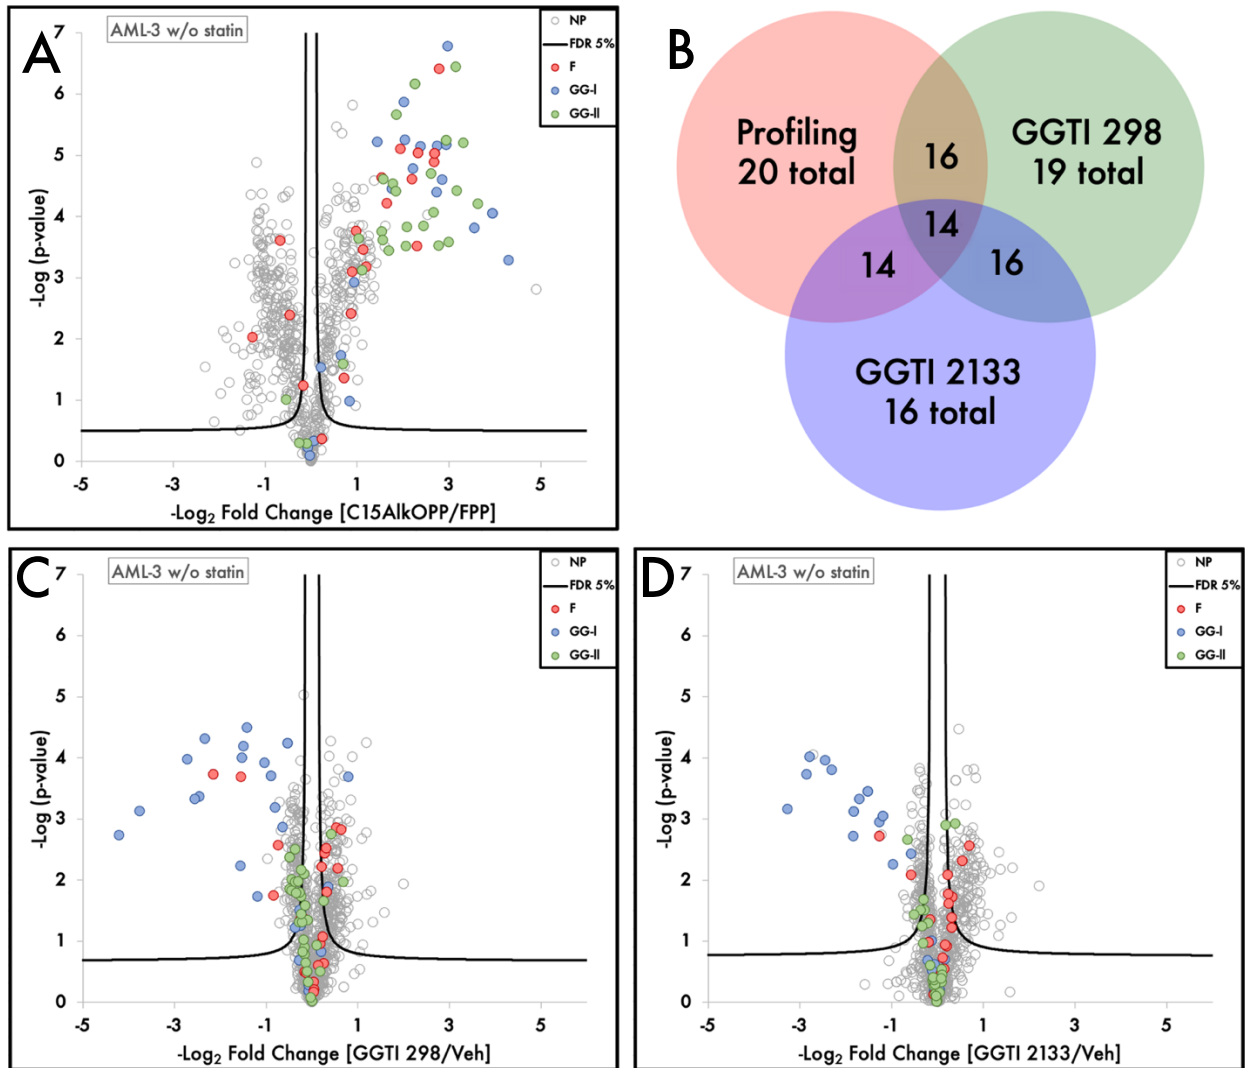 A
AML-3 w/o statin
NP
FDR 5%
F
GG-I
GG-II
7
6
5
4
3
2
1
0
-Log (p-value)
-5
-3
-1
1
3
5
-Log2 Fold Change [C15AlkOPP/FPP]
B
Profiling
20 total
16
GGTI 298
19 total
14
14
16
GGTI 2133
16 total
C
AML-3 w/o statin
NP
FDR 5%
F
GG-I
GG-II
7
6
5
4
3
2
1
0
-Log (p-value)
-5
-3
-1
1
3
5
-Log2 Fold Change [GGTI 298/Veh]
D
AML-3 w/o statin
NP
FDR 5%
F
GG-I
GG-II
7
6
5
4
3
2
1
0
-Log (p-value)
-5
-3
-1
1
3
5
-Log2 Fold Change [GGTI 2133/Veh]